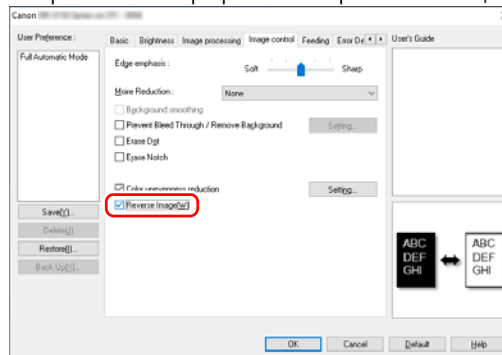 Canon
User Preference :
Full Automatic Mode
Save(Y)...
Delete(J)
Restore(L)...
Back Up(K)...
Basic Brightness Image processing Image control Feeding Error De
Edge emphasis :
Soft Sharp
Moire Reduction :
None
Background smoothing
Prevent Bleed Through / Remove Background Setting...
Erase Dot
Erase Notch
Color unevenness reduction Setting...
Reverse Image(W)
User's Guide
ABC ABC
DEF DEF
GHI GHI
OK Cancel Default Help